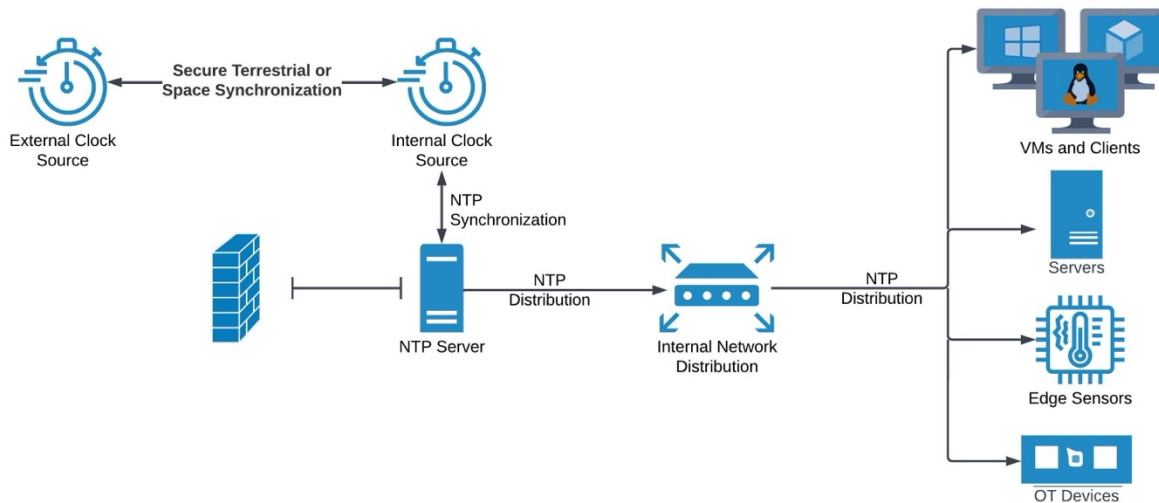 Secure Terrestrial or
Space Synchronization
External Clock
Source
Internal Clock
Source
VMs and Clients
NTP
Synchronization
NTP
Distribution
NTP
Distribution
Servers
NTP Server
Internal Network
Distribution
Edge Sensors
OT Devices